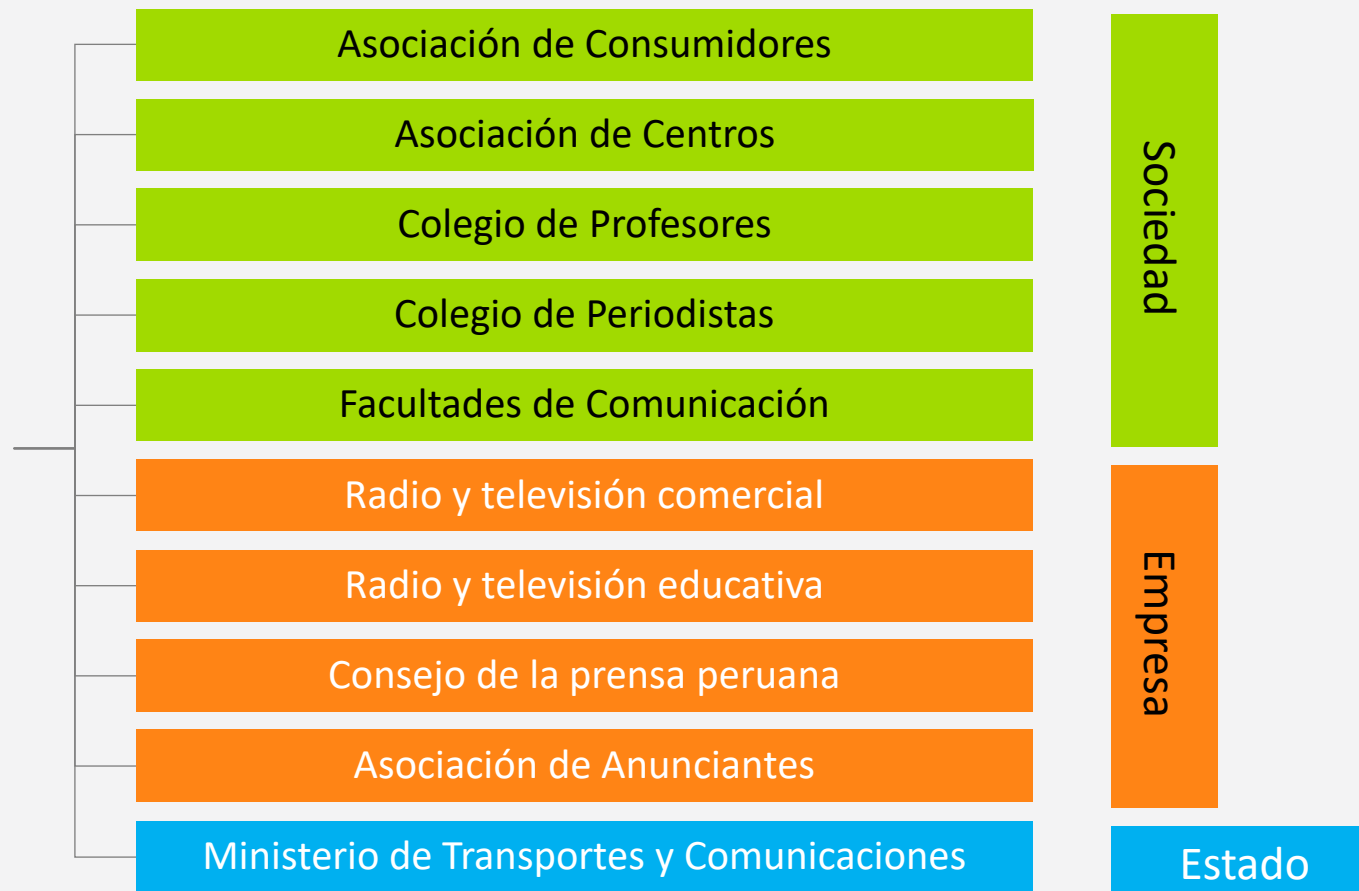 Asociación de Consumidores
Asociación de Centros
Colegio de Profesores
Colegio de Periodistas
Facultades de Comunicación
Sociedad
Radio y televisión comercial
Radio y televisión educativa
Consejo de la prensa peruana
Asociación de Anunciantes
Empresa
Ministerio de Transportes y Comunicaciones
Estado